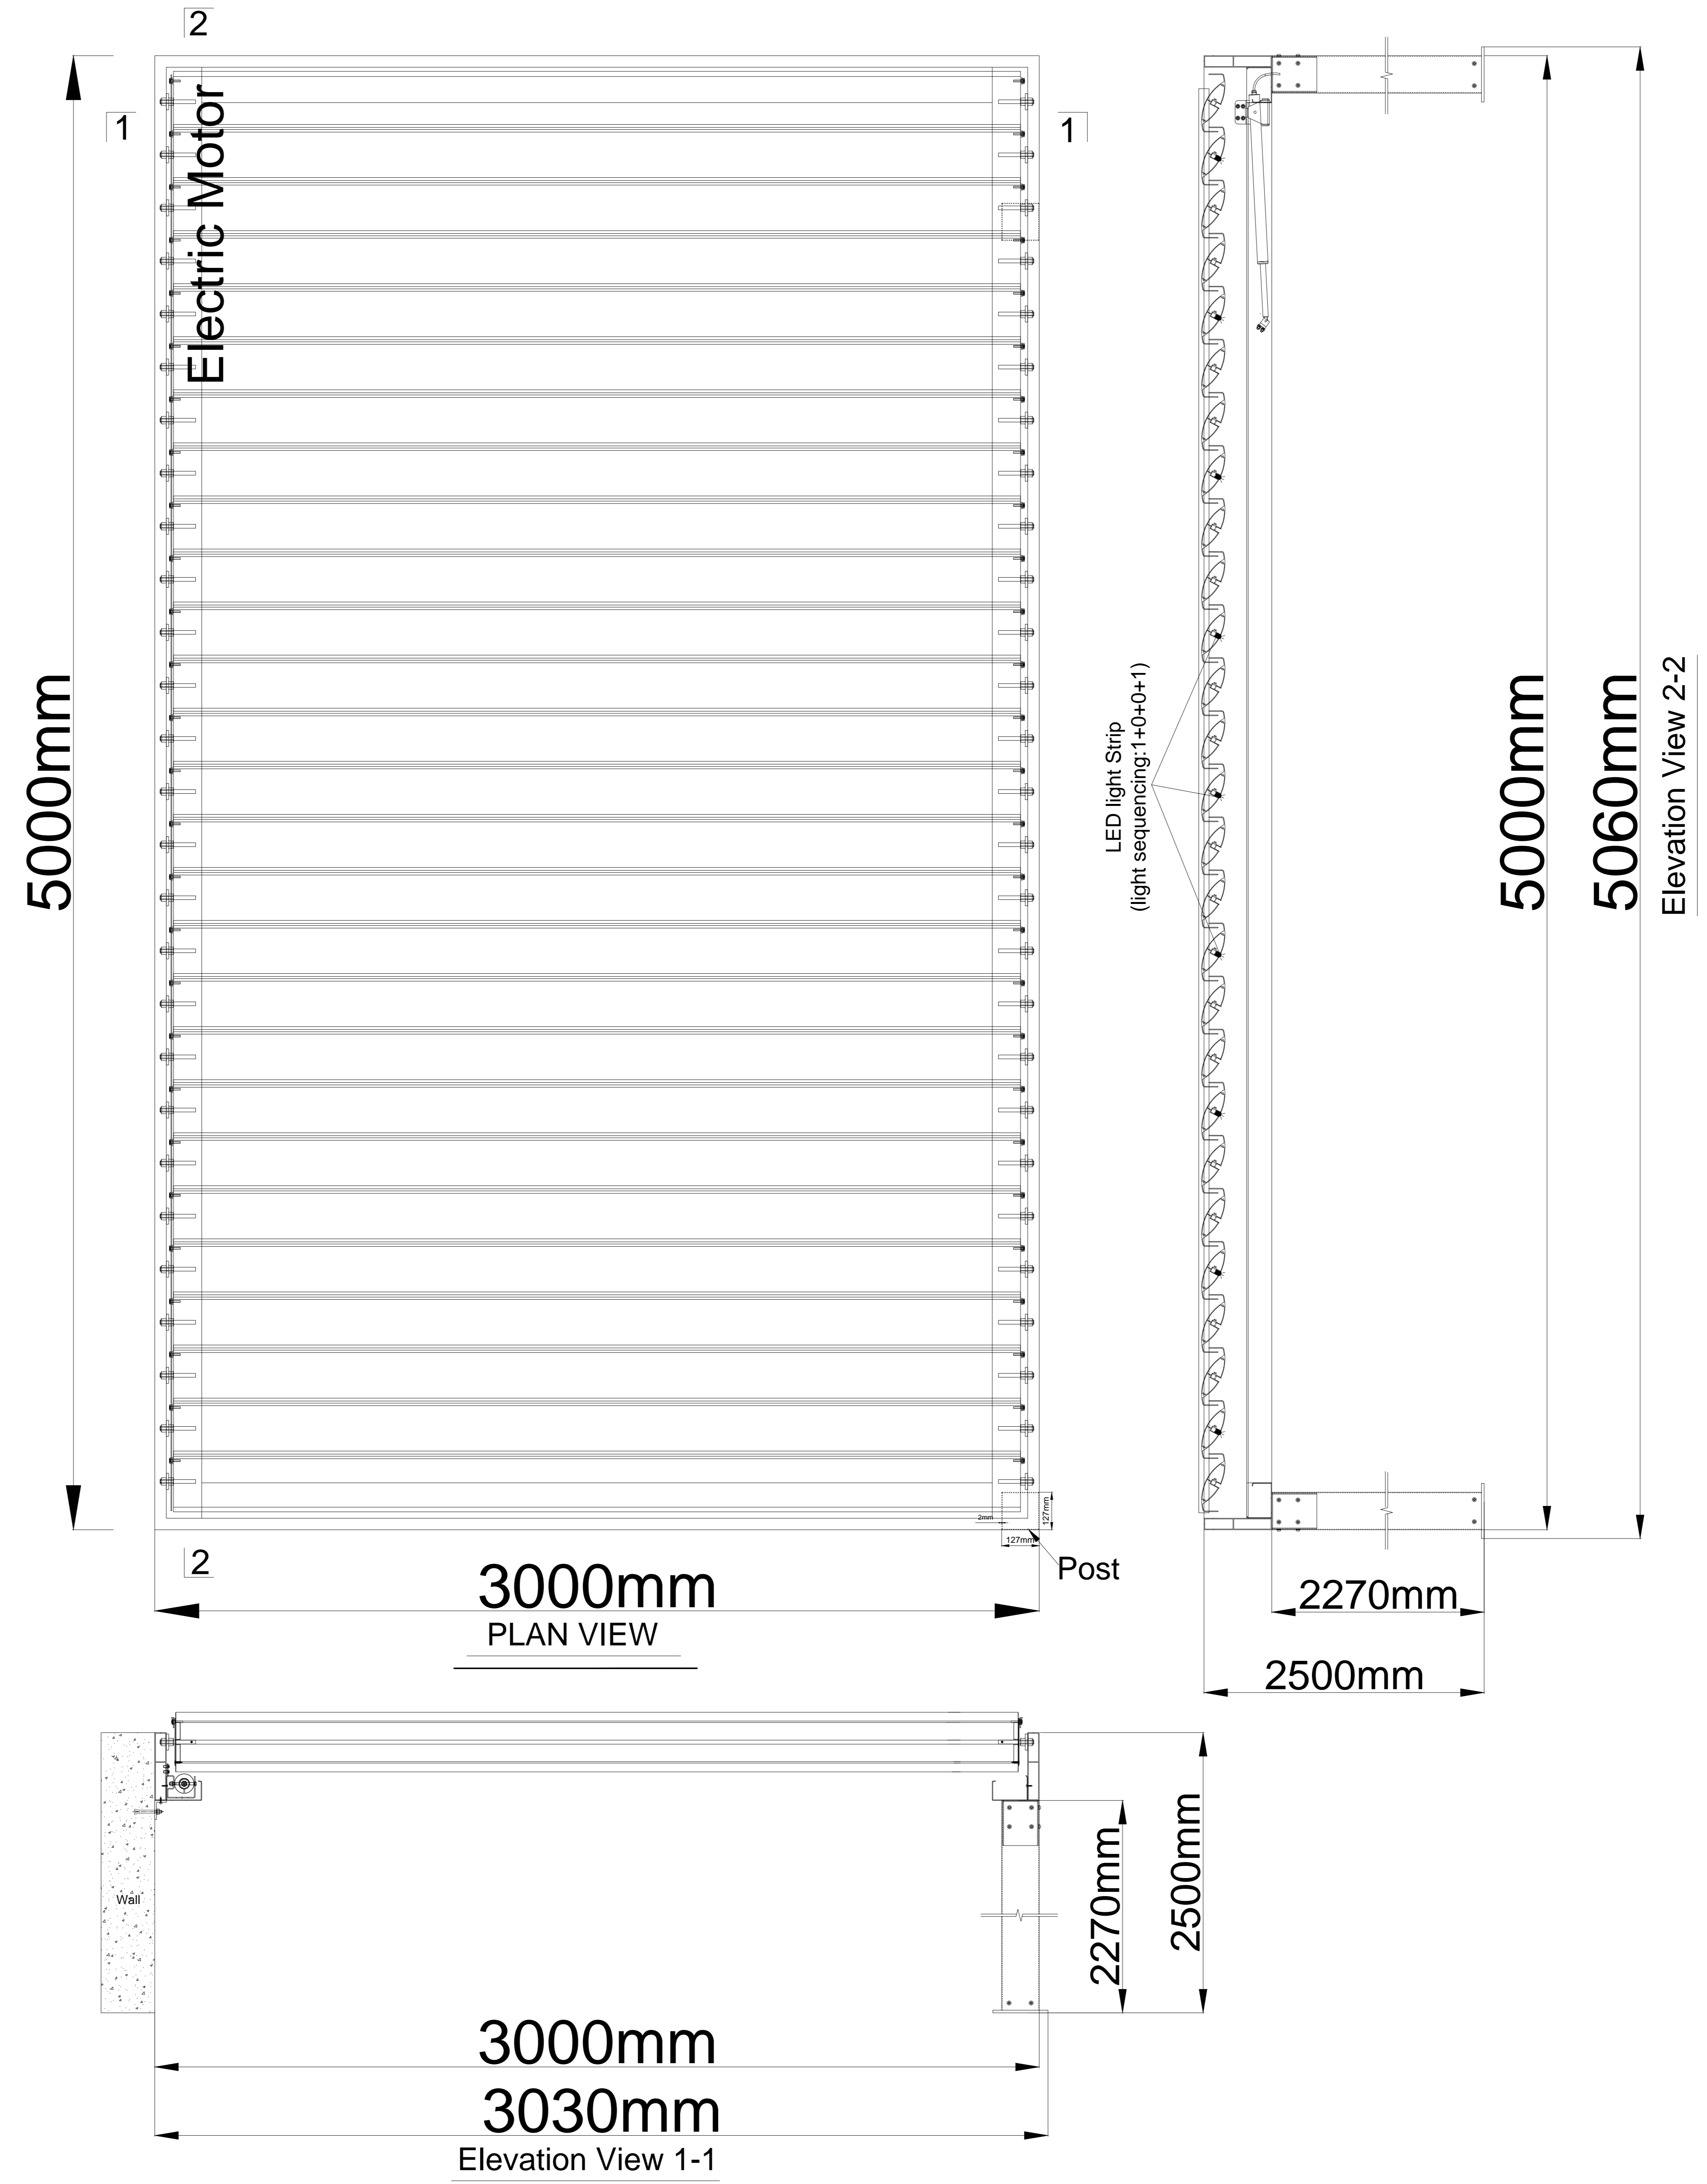 2
1
1
Electric Motor
5000mm
2mm
127mm
127mm
Post
2
3000mm
PLAN VIEW
LED light Strip
(light sequencing:1+0+0+1)
5000mm
5060mm
Elevation View 2-2
2270mm
2500mm
Wall
2270mm
2500mm
3000mm
3030mm
Elevation View 1-1